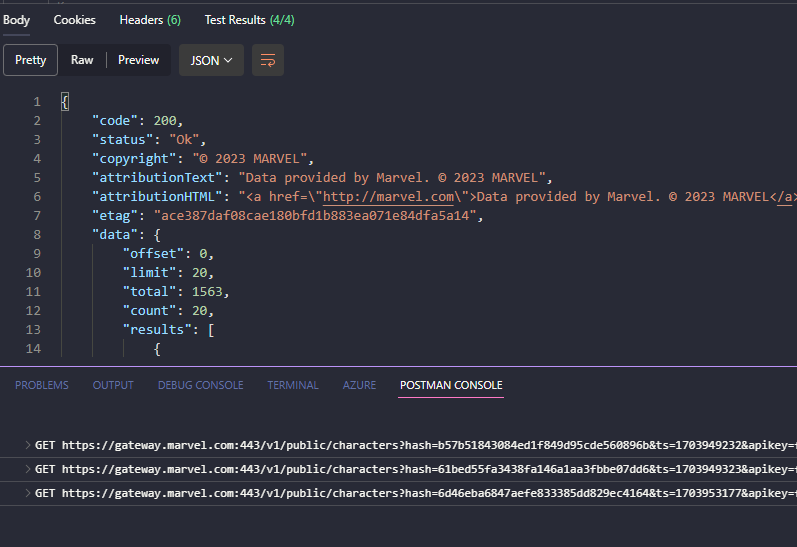 Body Cookies Headers (6) Test Results (4/4)
Pretty Raw Preview JSON
1 {
2 "code": 200,
3 "status": "Ok",
4 "copyright": "© 2023 MARVEL",
5 "attributionText": "Data provided by Marvel. © 2023 MARVEL",
6 "attributionHTML": "<a href=\"http://marvel.com\">Data provided by Marvel. © 2023 MARVEL</a>
7 "etag": "ace387daf08cae180bfd1b883ea071e84dfa5a14",
8 "data": {
9 "offset": 0,
10 "limit": 20,
11 "total": 1563,
12 "count": 20,
13 "results": [
14 {
PROBLEMS OUTPUT DEBUG CONSOLE TERMINAL AZURE POSTMAN CONSOLE
GET https://gateway.marvel.com:443/v1/public/characters?hash=b57b51843084ed1f849d95cde560896b&ts=1703949232&apikey=
GET https://gateway.marvel.com:443/v1/public/characters?hash=61bed55fa3438fa146a1aa3fbbe07dd6&ts=1703949323&apikey=
GET https://gateway.marvel.com:443/v1/public/characters?hash=6d46eba6847aefe833385dd829ec4164&ts=1703953177&apikey=